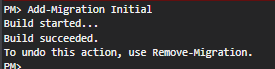 PM> Add-Migration Initial
Build started...
Build succeeded.
To undo this action, use Remove-Migration.
PM>